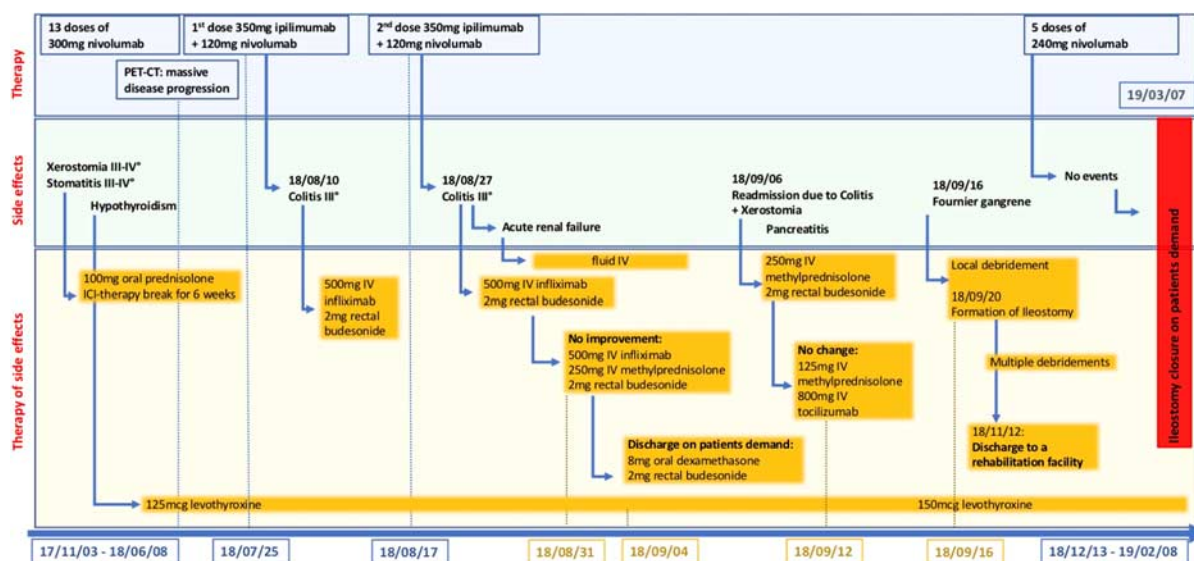 Therapy
13 doses of
300mg nivolumab
PET-CT: massive
disease progression
1st dose 350mg ipilimumab
+ 120mg nivolumab
2nd dose 350mg ipilimumab
+ 120mg nivolumab
5 doses of
240mg nivolumab
19/03/07
Side effects
Xerostomia III-IV°
Stomatitis III-IV°
Hypothyroidism
18/08/10
Colitis III°
18/08/27
Colitis III°
Acute renal failure
18/09/06
Readmission due to Colitis
+ Xerostomia
Pancreatitis
18/09/16
Fournier gangrene
No events
Ileostomy closure on patients demand
Therapy of side effects
100mg oral prednisolone
ICI-therapy break for 6 weeks
500mg IV
infliximab
2mg rectal
budesonide
fluid IV
500mg IV infliximab
2mg rectal budesonide
No improvement:
500mg IV infliximab
250mg IV methylprednisolone
2mg rectal budesonide
Discharge on patients demand:
8mg oral dexamethasone
2mg rectal budesonide
250mg IV
methylprednisolone
2mg rectal budesonide
No change:
125mg IV
methylprednisolone
800mg IV
tocilizumab
Local debridement
18/09/20
Formation of Ileostomy
Multiple debridements
18/11/12:
Discharge to a
rehabilitation facility
125mcg levothyroxine
150mcg levothyroxine
17/11/03 - 18/06/08
18/07/25
18/08/17
18/08/31
18/09/04
18/09/12
18/09/16
18/12/13 - 19/02/08